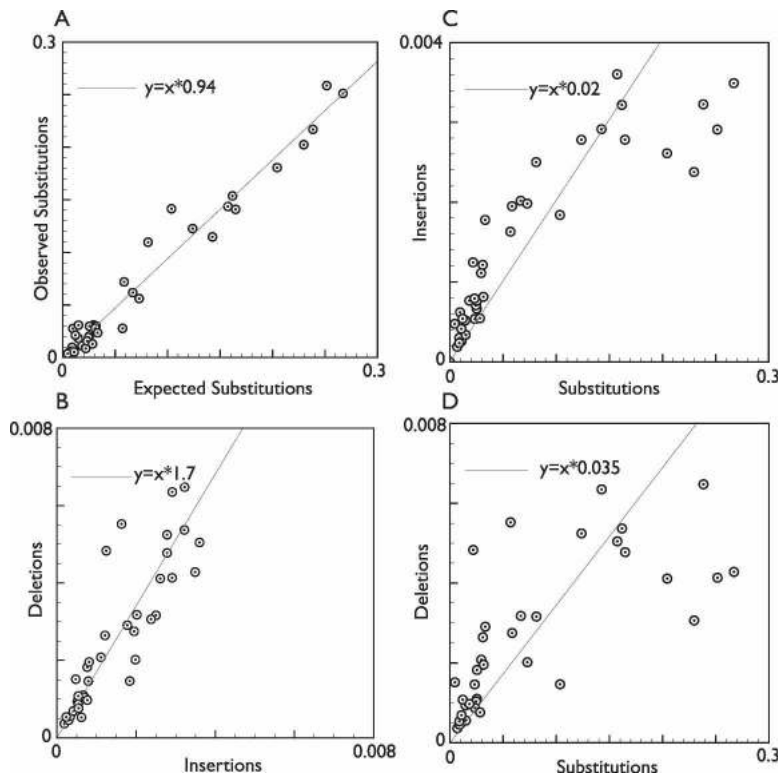 A
0.3
y=x*0.94
Observed Substitutions
0
Expected Substitutions
0.3
C
0.004
y=x*0.02
Insertions
0
0
Substitutions
0.3
B
0.008
y=x*1.7
Deletions
0
0
Insertions
0.008
D
0.008
y=x*0.035
Deletions
0
0
Substitutions
0.3